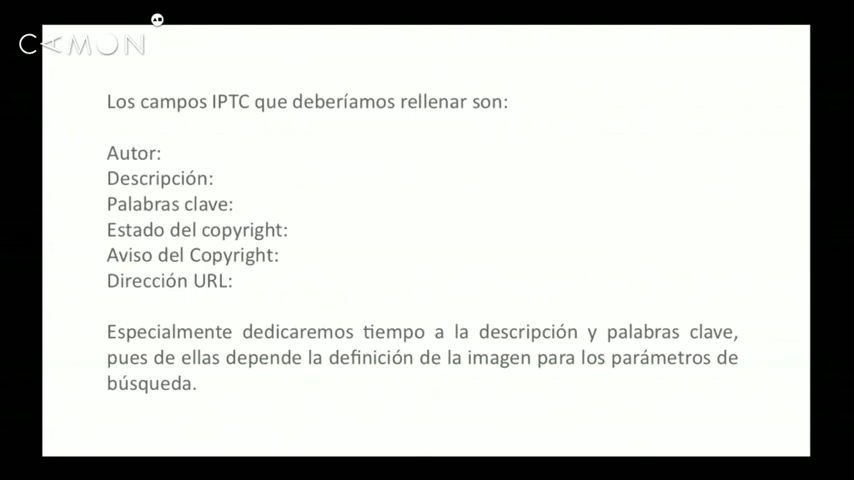 CAMON
Los campos IPTC que deberíamos rellenar son:
Autor:
Descripción:
Palabras clave:
Estado del copyright:
Aviso del Copyright:
Dirección URL:
Especialmente dedicaremos tiempo a la descripción y palabras clave,
pues de ellas depende la definición de la imagen para los parámetros de
búsqueda.